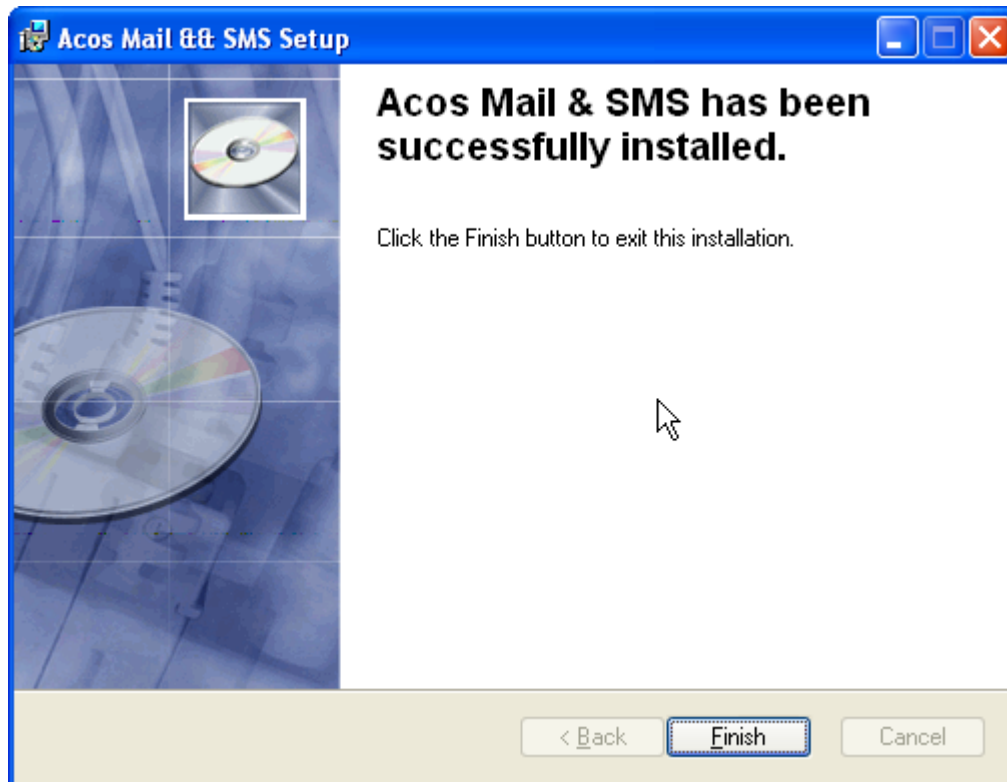 Acos Mail && SMS Setup
Acos Mail & SMS has been
successfully installed.
Click the Finish button to exit this installation.
< Back
Finish
Cancel